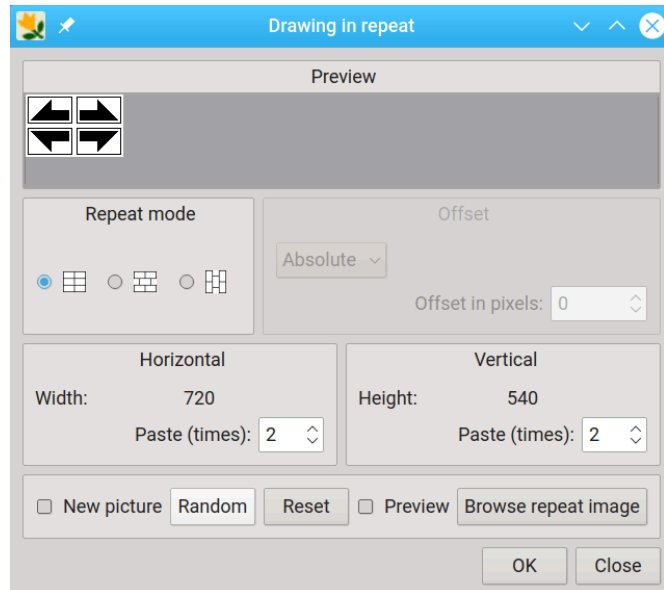 Drawing in repeat
Preview
Repeat mode
Offset
Absolute
Offset in pixels: 0
Horizontal
Width: 720
Paste (times): 2
Vertical
Height: 540
Paste (times): 2
New picture Random Reset Preview Browse repeat image
OK Close